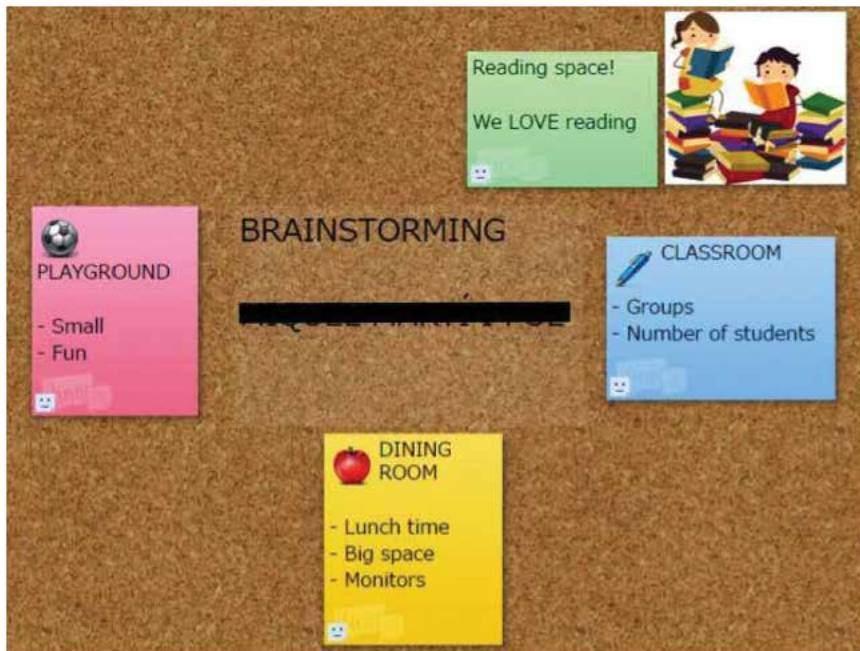 Reading space!
We LOVE reading
BRAINSTORMING
PLAYGROUND
- Small
- Fun
CLASSROOM
- Groups
- Number of students
DINING
ROOM
- Lunch time
- Big space
- Monitors